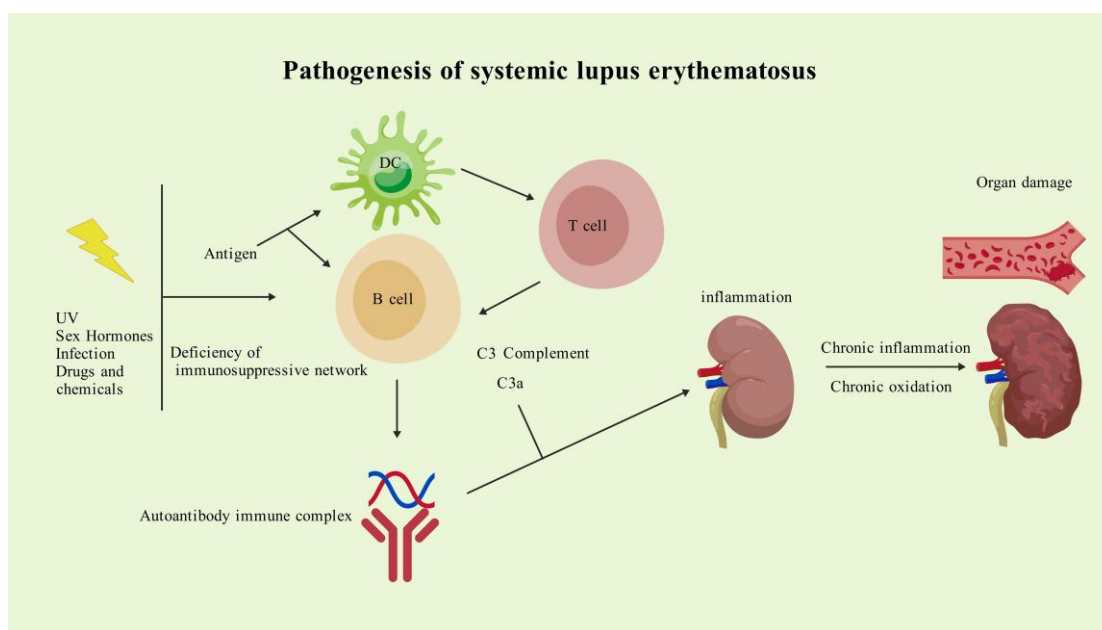 Pathogenesis of systemic lupus erythematosus
DC
T cell
Organ damage
Antigen
B cell
inflammation
UV
Sex Hormones
Infection
Drugs and
chemicals
Deficiency of
immunosuppressive network
C3 Complement
C3a
Chronic inflammation
Chronic oxidation
Autoantibody immune complex